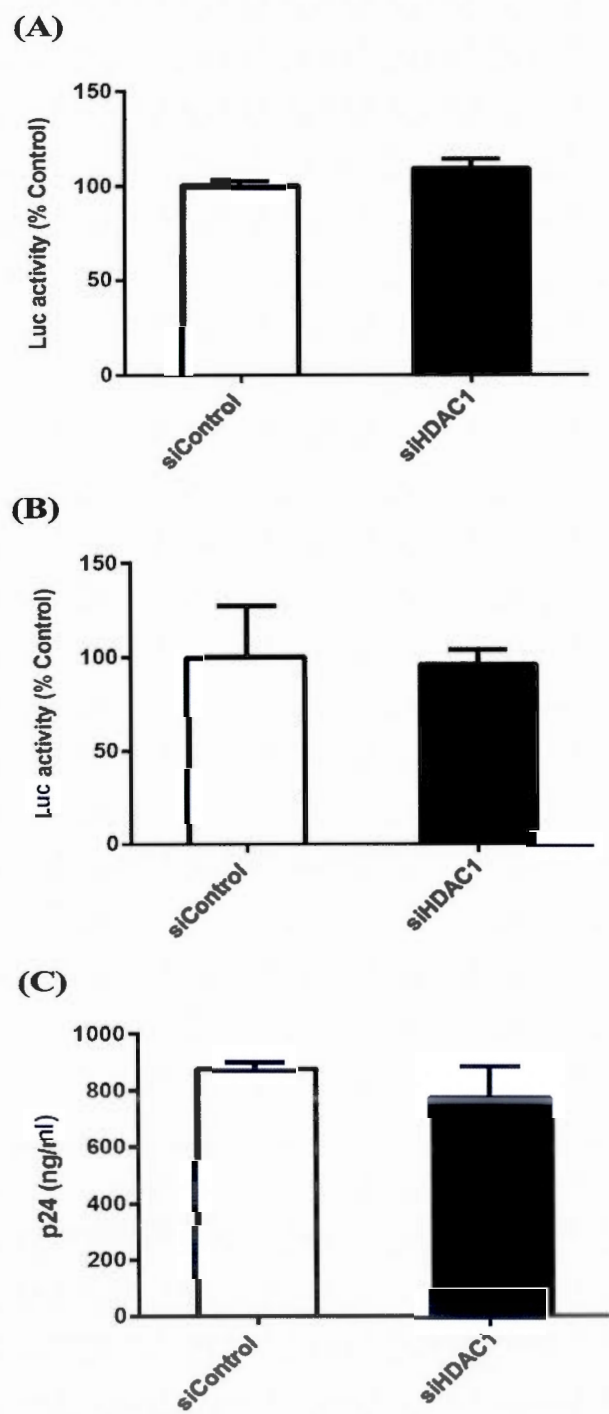 (A)
Luc activity (% Control)
150
100
50
0
siControl
siHDAC1
(B)
Luc activity (% Control)
150
100
50
0
siControl
siHDAC1
(C)
p24 (ng/ml)
1000
800
600
400
200
0
siControl
siHDAC1